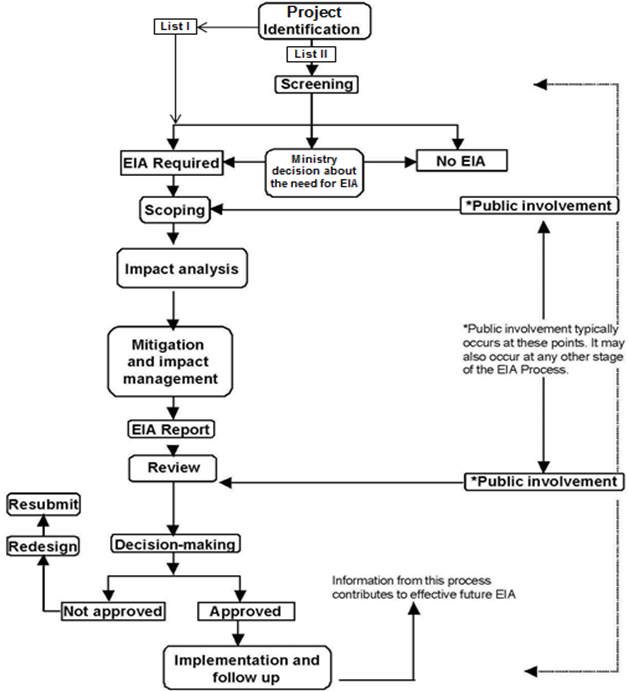 Project
Identification
List I
List II
Screening
EIA Required
Ministry
decision about
the need for EIA
No EIA
Scoping
*Public involvement
Impact analysis
*Public involvement typically
occurs at these points. It may
also occur at any other stage
of the EIA Process.
Mitigation
and impact
management
EIA Report
Review
*Public involvement
Resubmit
Redesign
Decision-making
Information from this process
contributes to effective future EIA
Not approved
Approved
Implementation and
follow up